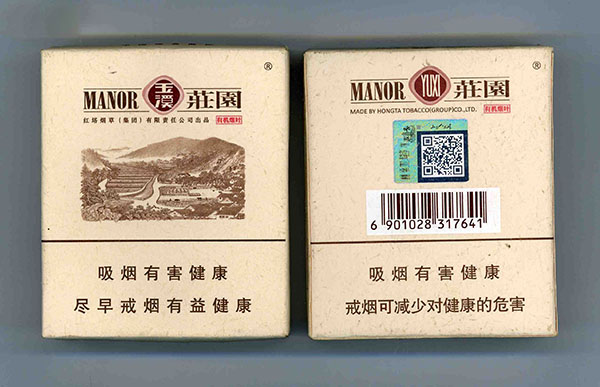 MANOR 玉溪 莊園 ®
红塔烟草（集团）有限责任公司出品 有机烟叶
吸烟有害健康
尽早戒烟有益健康
MANOR YUXI 莊園 ®
MADE BY HONGTA TOBACCO(GROUP)CO.,LTD. 有机烟叶
6 901028 317641
吸烟有害健康
戒烟可减少对健康的危害